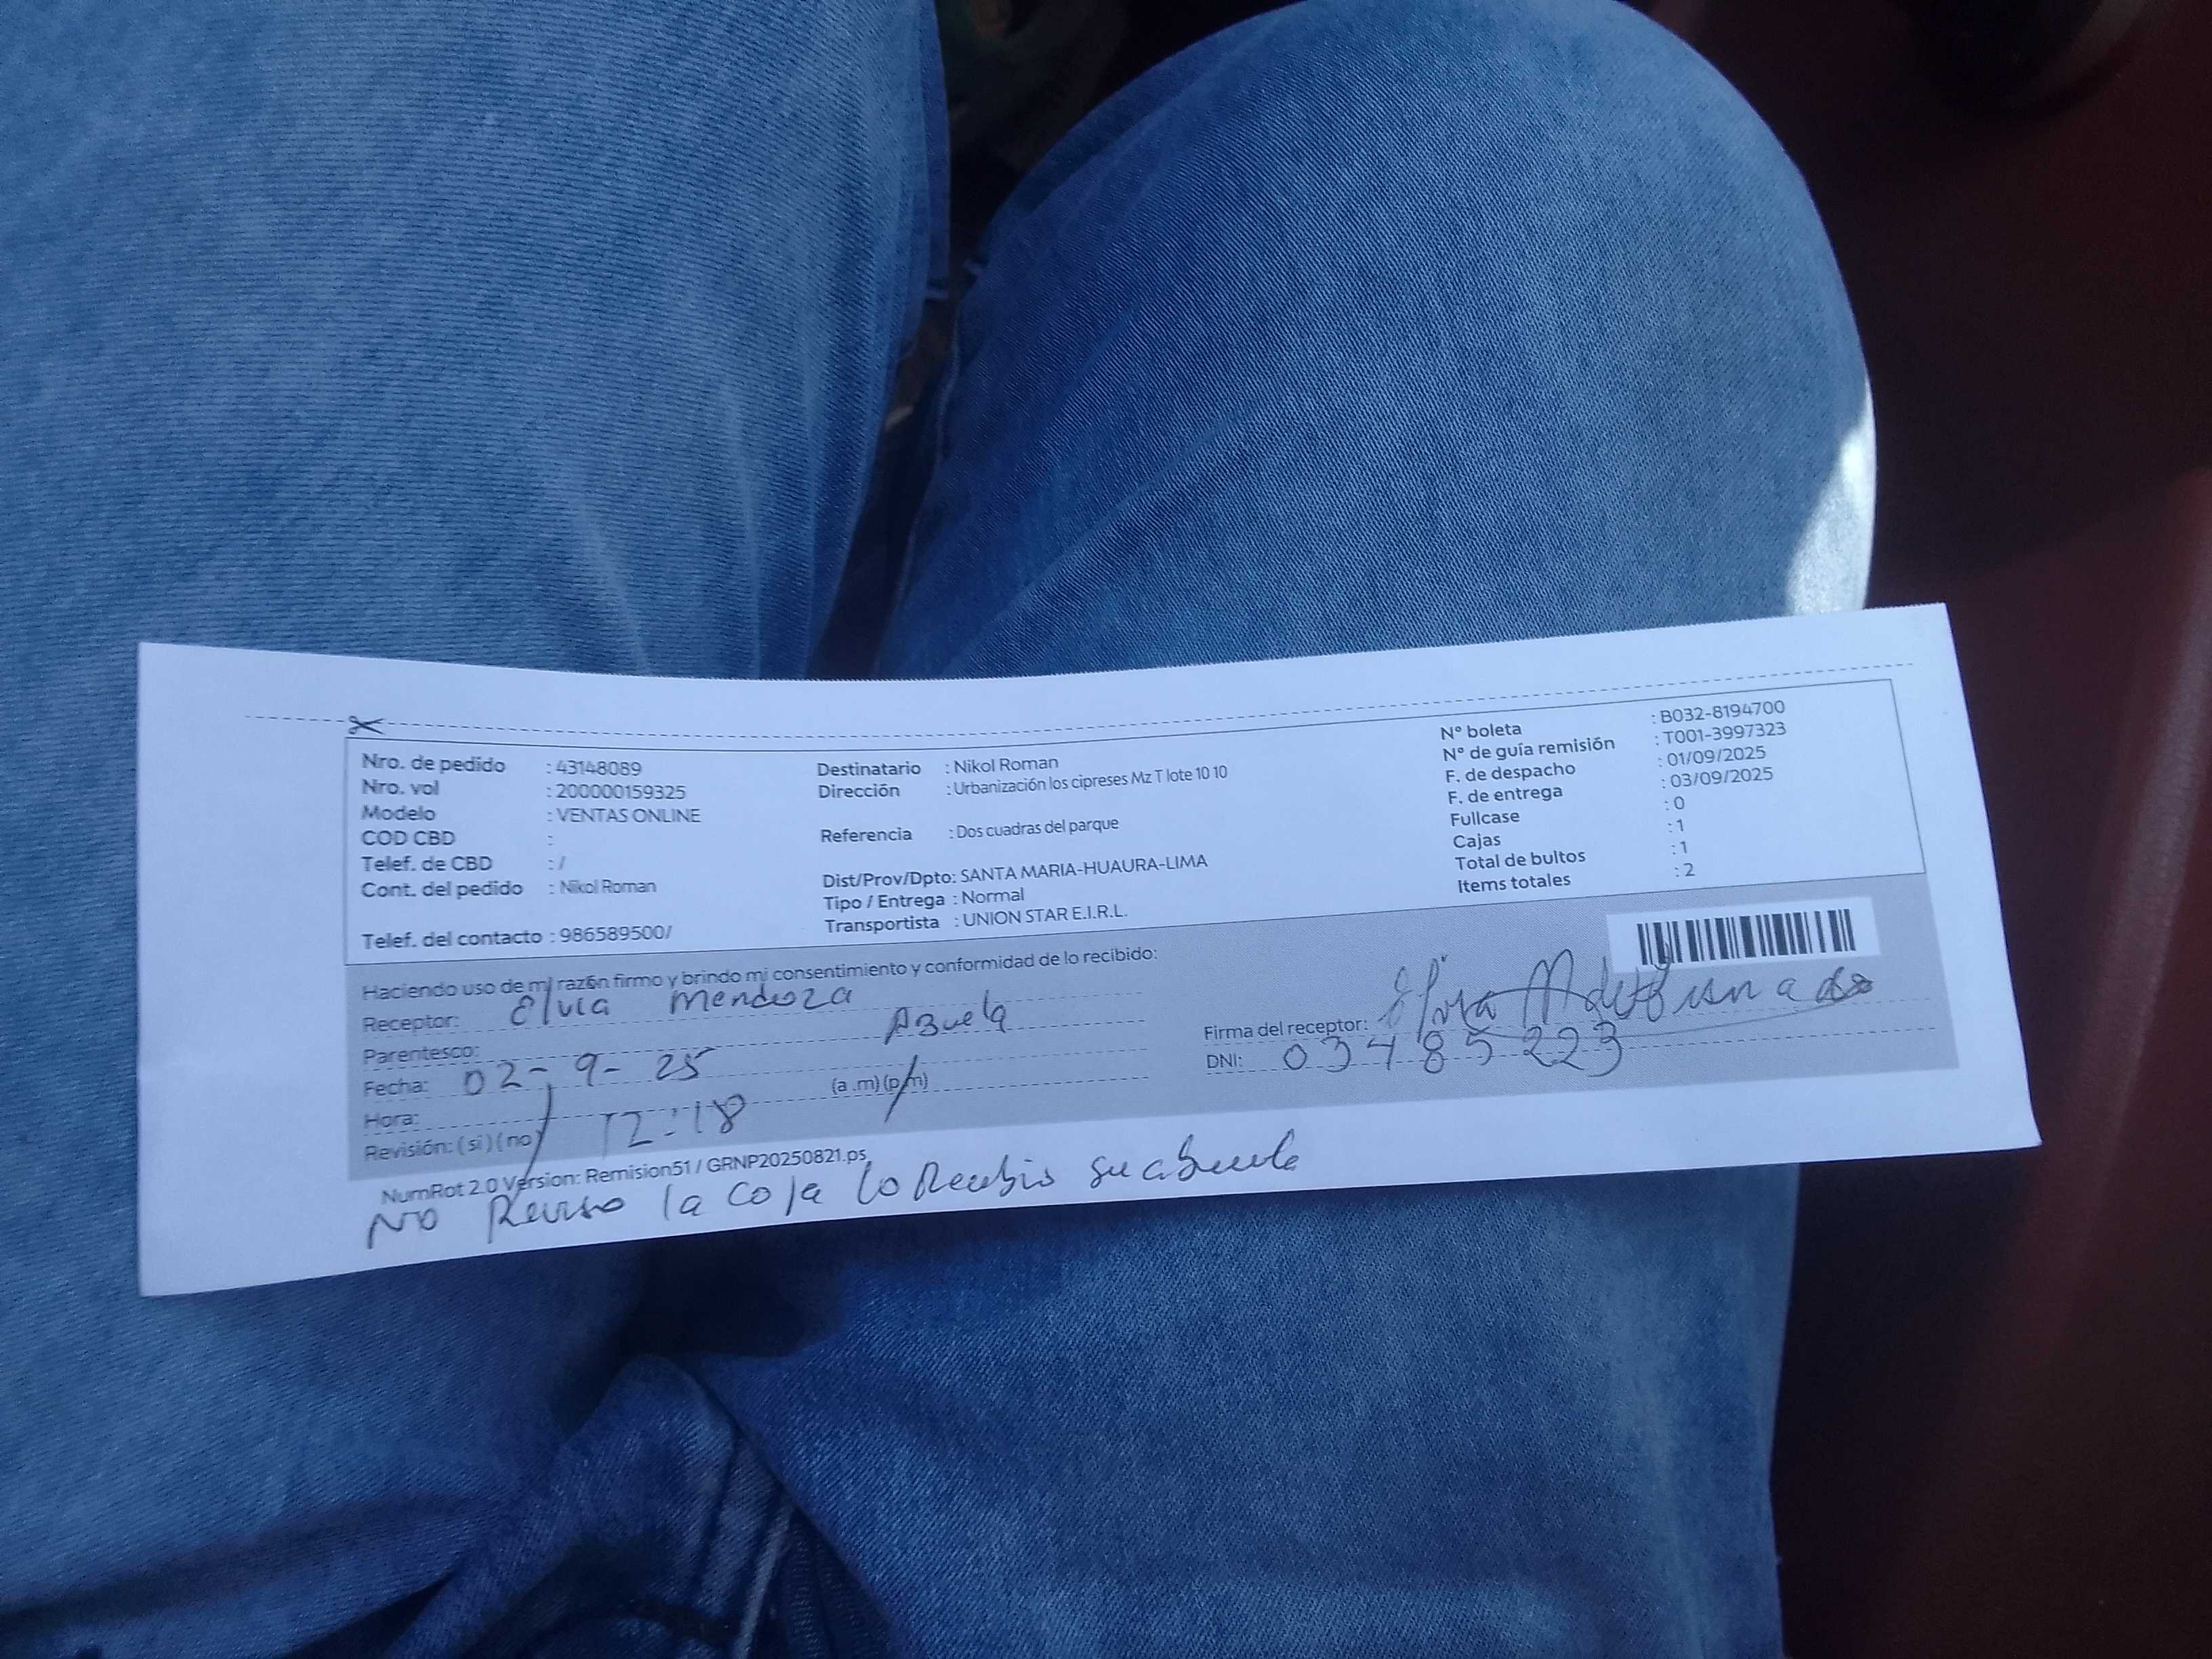 Nro. de pedido : 43148089
Nro. vol : 200000159325
Modelo : VENTAS ONLINE
COD CBD :
Telef. de CBD : /
Cont. del pedido : Nikol Roman
Telef. del contacto : 986589500/
Destinatario : Nikol Roman
Dirección : Urbanización los cipreses Mz T lote 10 10
Referencia : Dos cuadras del parque
Dist/Prov/Dpto: SANTA MARIA-HUAURA-LIMA
Tipo / Entrega : Normal
Transportista : UNION STAR E.I.R.L.
N° boleta : B032-8194700
N° de guía remisión : T001-3997323
F. de despacho : 01/09/2025
F. de entrega : 03/09/2025
Fullcase : 0
Cajas : 1
Total de bultos : 1
Items totales : 2
Haciendo uso de mi razón firmo y brindo mi consentimiento y conformidad de lo recibido:
Receptor: Elvia Mendoza
Parentesco: Abuela
Fecha: 02-9-25
Hora: 12:18 (a.m) (p.m)
Revisión: (si) (no)
Firma del receptor:
DNI: 03485223
NumRot 2.0 Version: Remision51 / GRNP20250821.ps
No Reviso la caja lo Recibio su abuela